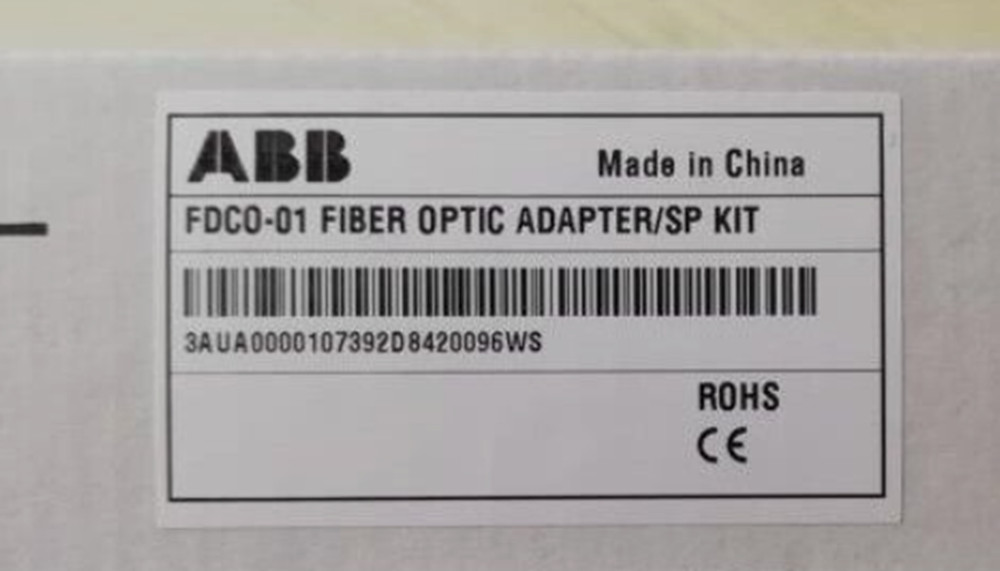 ABB
Made in China
FDCO-01 FIBER OPTIC ADAPTER/SP KIT
3AUA0000107392D8420096WS
ROHS
CE